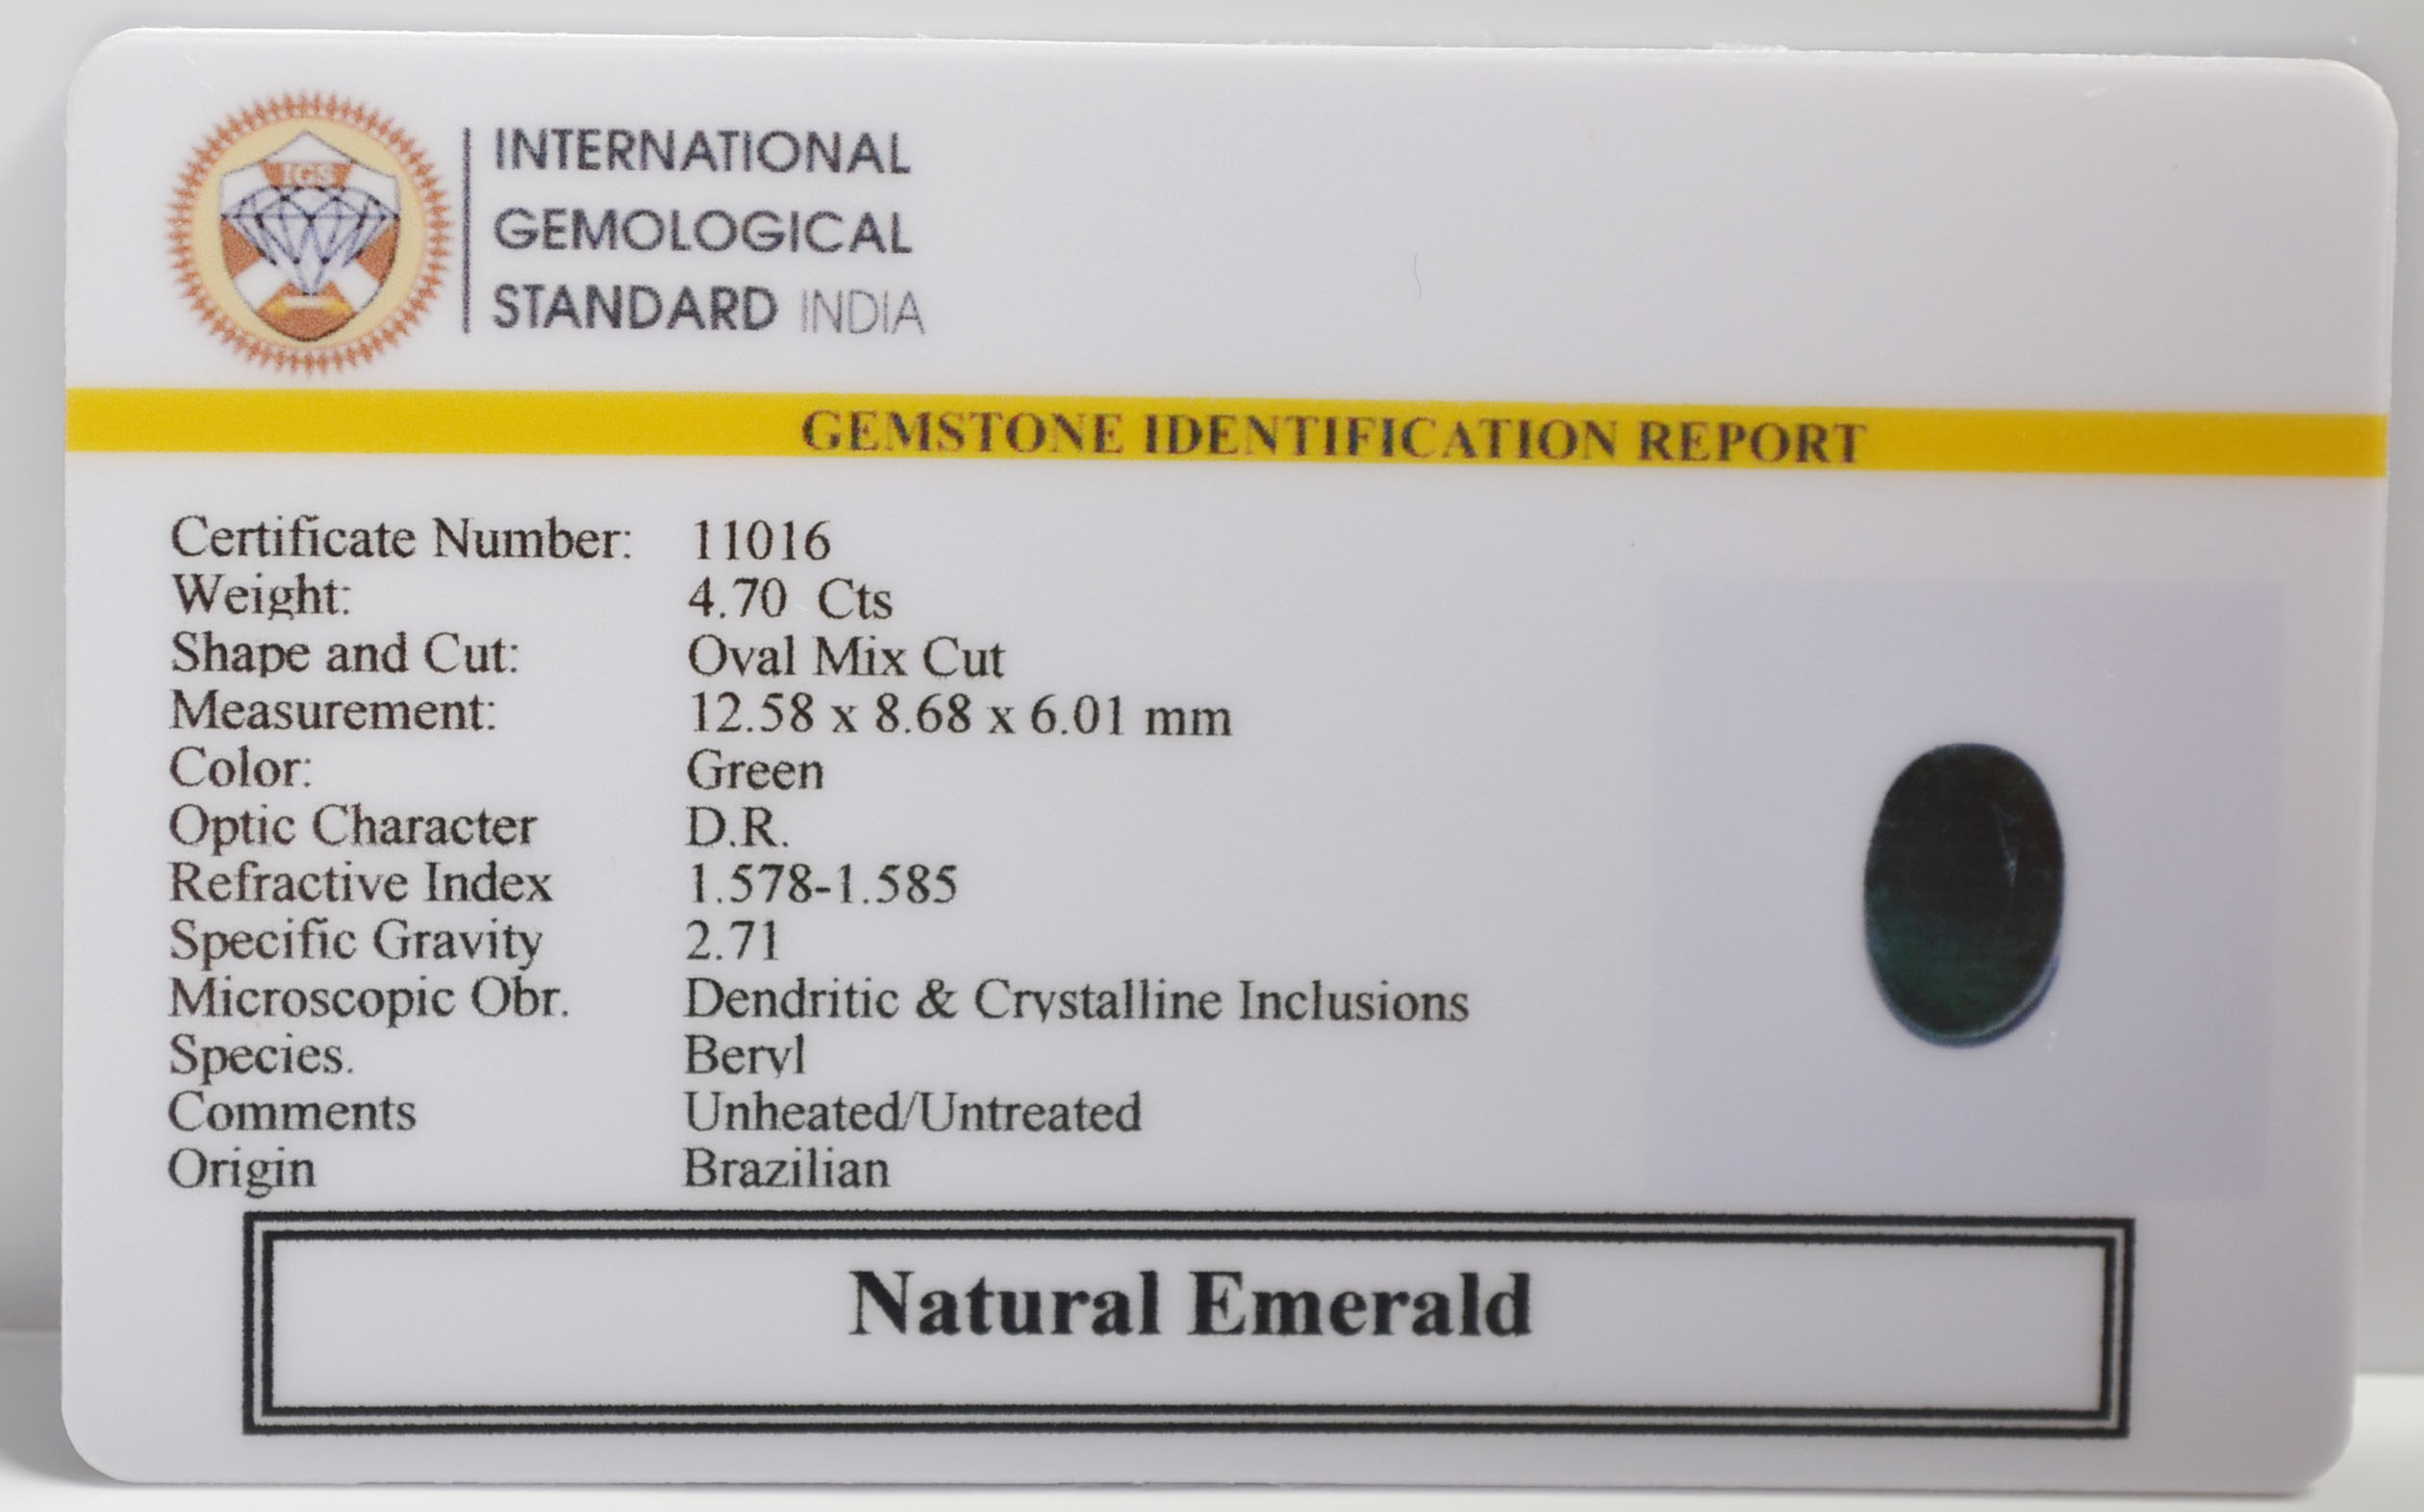 IGS
INTERNATIONAL
GEMOLOGICAL
STANDARD INDIA
GEMSTONE IDENTIFICATION REPORT
Certificate Number: 11016
Weight: 4.70 Cts
Shape and Cut: Oval Mix Cut
Measurement: 12.58 x 8.68 x 6.01 mm
Color: Green
Optic Character D.R.
Refractive Index 1.578-1.585
Specific Gravity 2.71
Microscopic Obr. Dendritic & Crystalline Inclusions
Species. Beryl
Comments Unheated/Untreated
Origin Brazilian
Natural Emerald